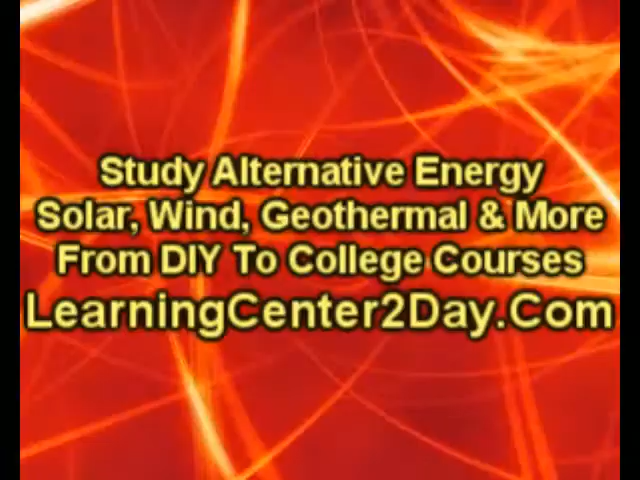 Study Alternative Energy
Solar, Wind, Geothermal & More
From DIY To College Courses
LearningCenter2Day.Com